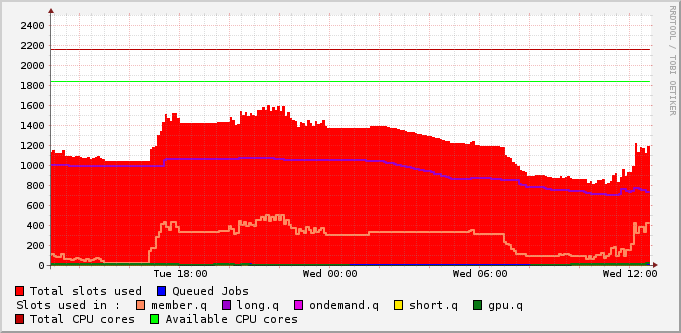 RRDTOOL / TOBI OETIKER
2400
2200
2000
1800
1600
1400
1200
1000
800
600
400
200
0
Tue 18:00 Wed 00:00 Wed 06:00 Wed 12:00
Total slots used Queued Jobs
Slots used in : member.q long.q ondemand.q short.q gpu.q
Total CPU cores Available CPU cores